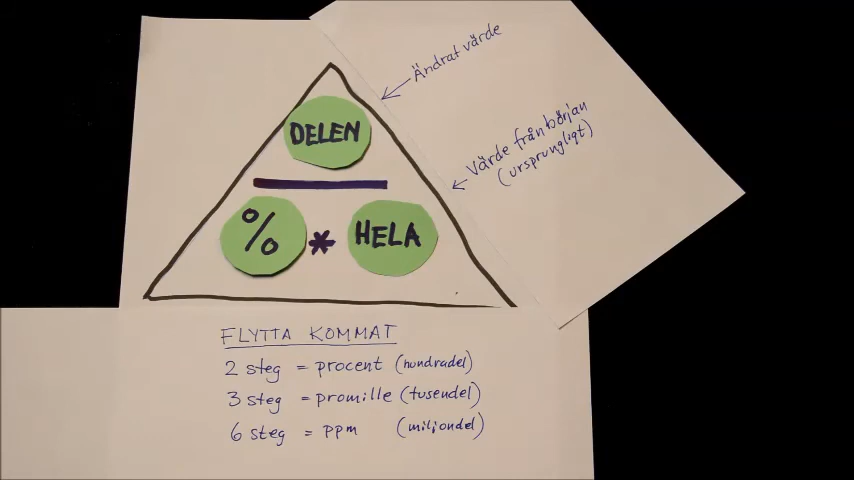 Ändrat värde
DELEN
Värde från början
(ursprungligt)
% * HELA
FLYTTA KOMMAT
2 steg = procent (hundradel)
3 steg = promille (tusendel)
6 steg = ppm (miljondel)